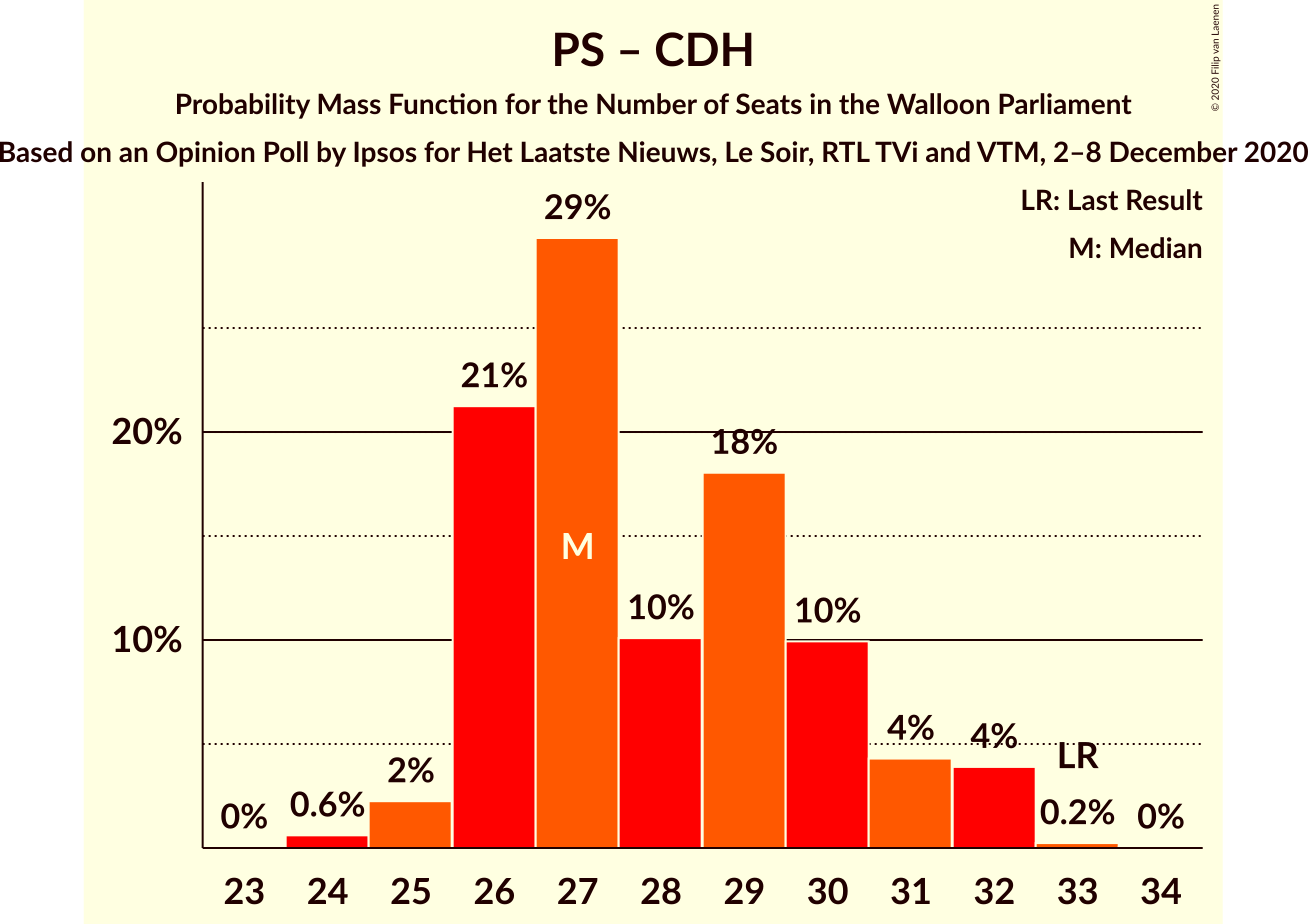 PS – CDH
Probability Mass Function for the Number of Seats in the Walloon Parliament
Based on an Opinion Poll by Ipsos for Het Laatste Nieuws, Le Soir, RTL TVi and VTM, 2–8 December 2020
© 2020 Filip van Laenen
LR: Last Result
M: Median
29%
21%
20%
18%
M
10%
10%
10%
4%
4%
LR
2%
0.6%
0.2%
0%
0%
23 24 25 26 27 28 29 30 31 32 33 34